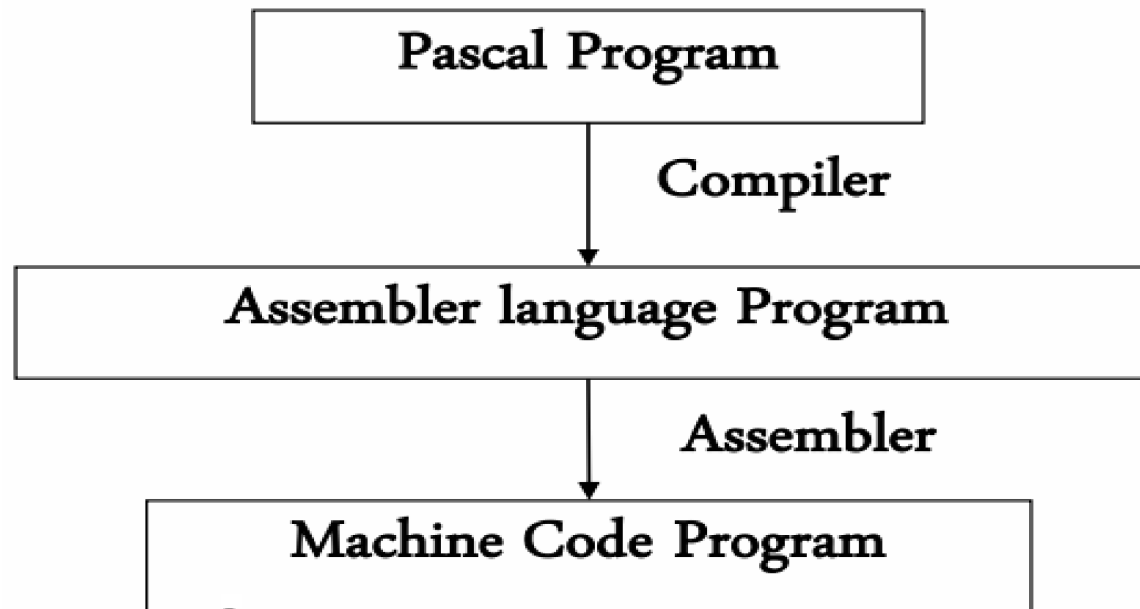 Pascal Program
Compiler
Assembler language Program
Assembler
Machine Code Program